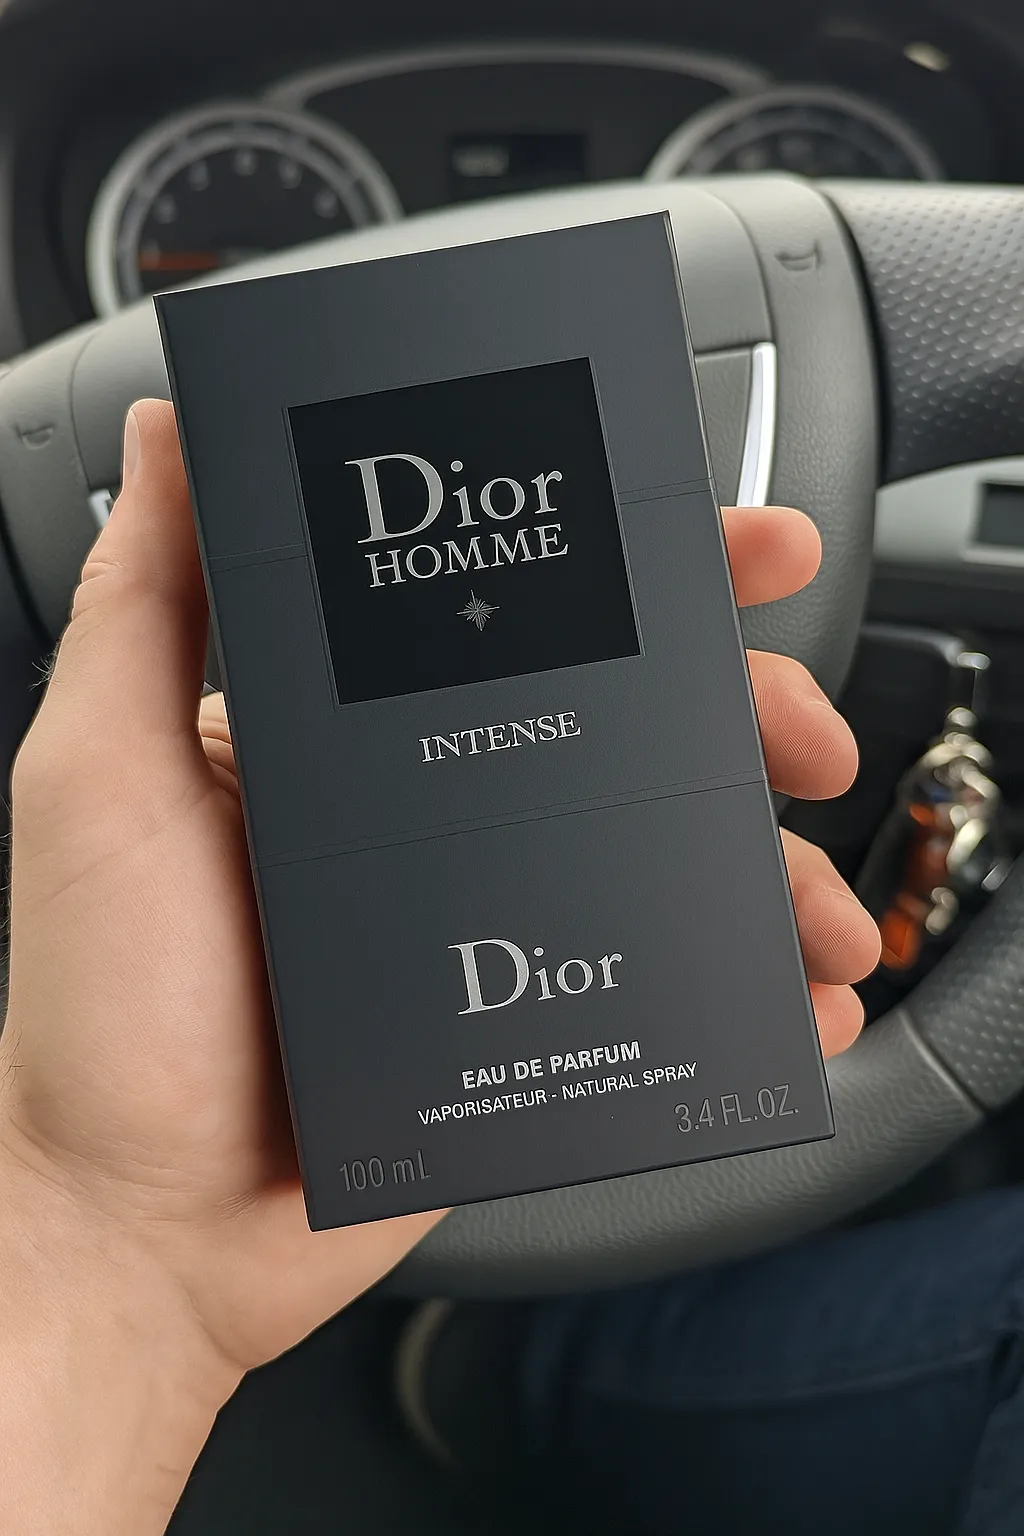 Dior
HOMME
INTENSE
Dior
EAU DE PARFUM
VAPORISATEUR - NATURAL SPRAY
3.4 FL.OZ.
100 mL